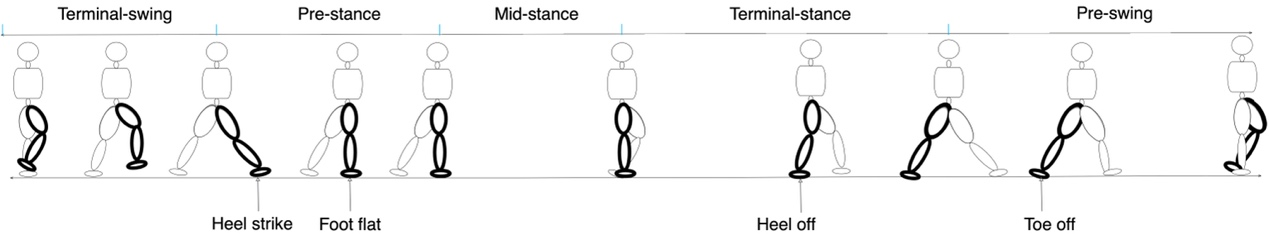 Terminal-swing
Pre-stance
Mid-stance
Terminal-stance
Pre-swing
Heel strike
Foot flat
Heel off
Toe off